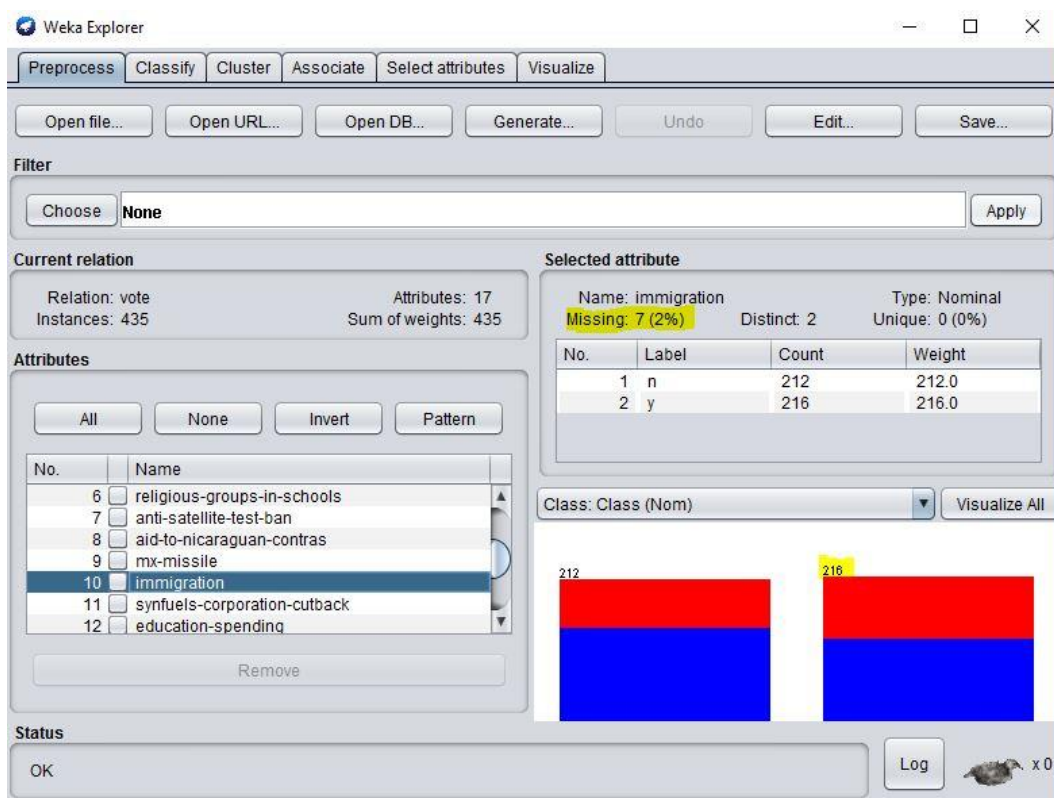 Weka Explorer
Preprocess Classify Cluster Associate Select attributes Visualize
Open file... Open URL... Open DB... Generate... Undo Edit... Save...
Filter
Choose None Apply
Current relation
Relation: vote Attributes: 17
Instances: 435 Sum of weights: 435
Attributes
All None Invert Pattern
No. Name
6 religious-groups-in-schools
7 anti-satellite-test-ban
8 aid-to-nicaraguan-contras
9 mx-missile
10 immigration
11 synfuels-corporation-cutback
12 education-spending
Remove
Selected attribute
Name: immigration Type: Nominal
Missing: 7 (2%) Distinct: 2 Unique: 0 (0%)
No. Label Count Weight
1 n 212 212.0
2 y 216 216.0
Class: Class (Nom) Visualize All
212 216
Status
OK Log x 0